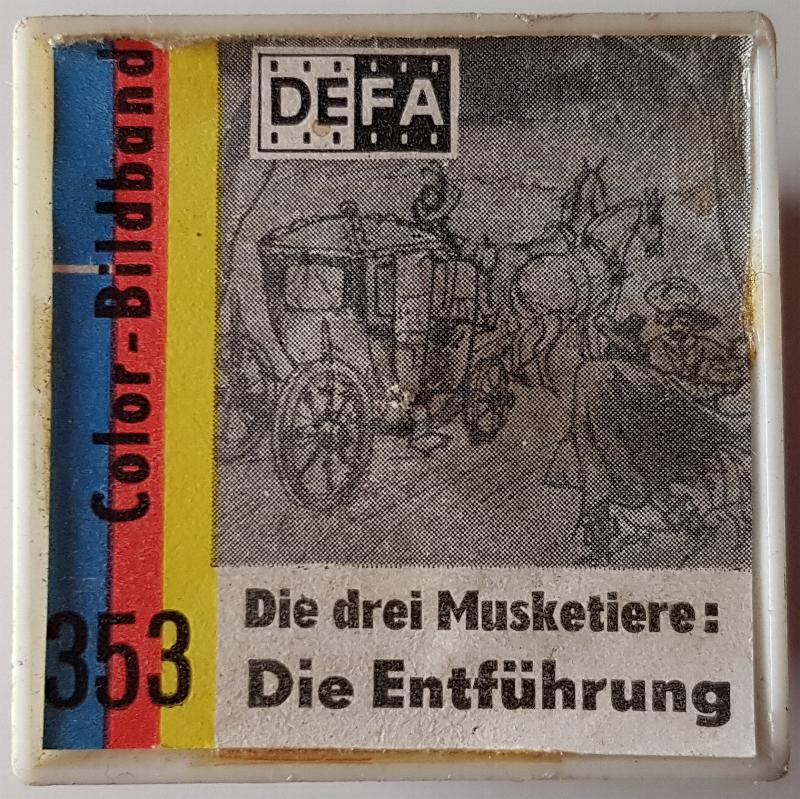 DEFA
Color-Bildband
353
Die drei Musketiere:
Die Entführung